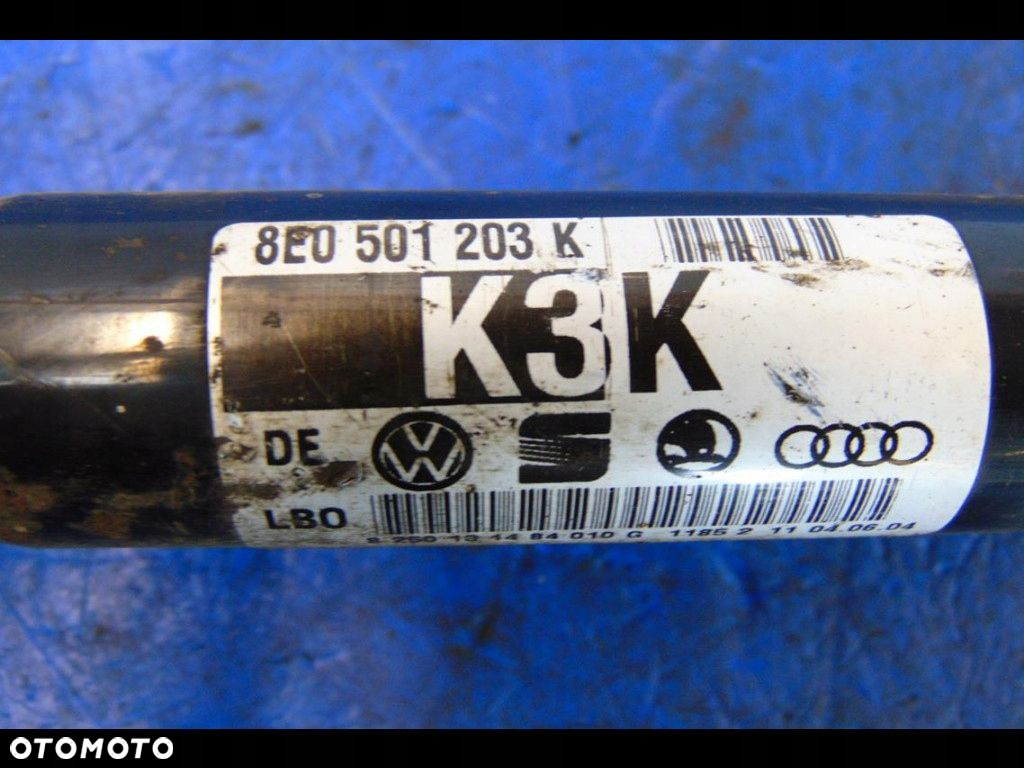 8E0 501 203 K
K3K
DE
LBO
1185 2 11 04.06.04
OTOMOTO